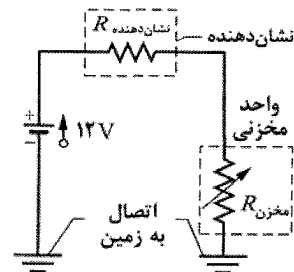 R نشان‌دهنده
نشان‌دهنده
واحد
مخزنی
+
−
۱۲V
R مخزن
اتصال
به زمین